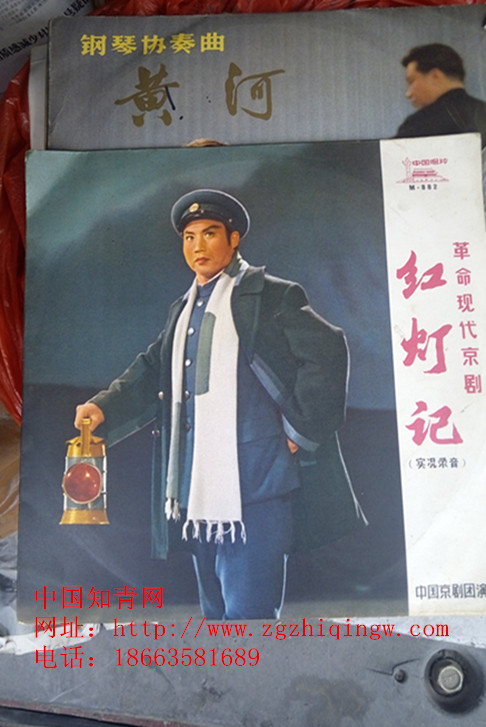 钢琴协奏曲
黄河
中国唱片
M-892
革命现代京剧
红灯记
(实况录音)
中国京剧团演
中国知青网
网址：http://www.zgzhiqingw.com
电话：18663581689